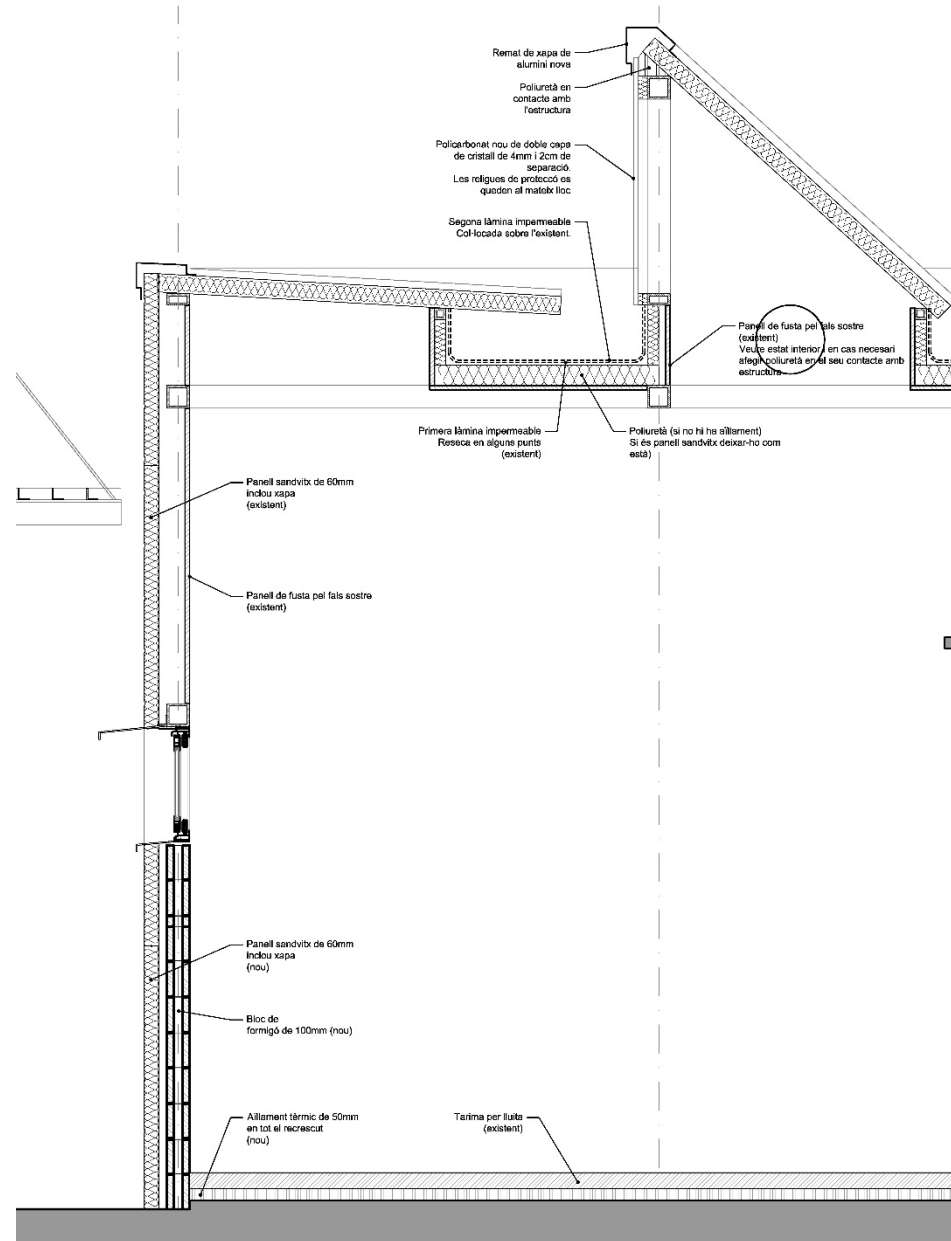 Remat de xapa de
alumini nova
Poliuretà en
contacte amb
l'estructura
Policarbonat nou de doble capa
de cristall de 4mm i 2cm de
separació.
Les religues de protecció es
queden al mateix lloc
Segona làmina impermeable
Col·locada sobre l'existent.
Panell de fusta pel fals sostre
(existent)
Veure estat interior i en cas necesari
afegir poliuretà en el seu contacte amb
estructura
Primera làmina impermeable
Reseca en alguns punts
(existent)
Poliuretà (si no hi ha aïllament)
Si és panell sandvitx deixar-ho com
està)
Panell sandvitx de 60mm
inclou xapa
(existent)
Panell de fusta pel fals sostre
(existent)
Panell sandvitx de 60mm
inclou xapa
(nou)
Bloc de
formigó de 100mm (nou)
Aïllament tèrmic de 50mm
en tot el recrescut
(nou)
Tarima per lluita
(existent)